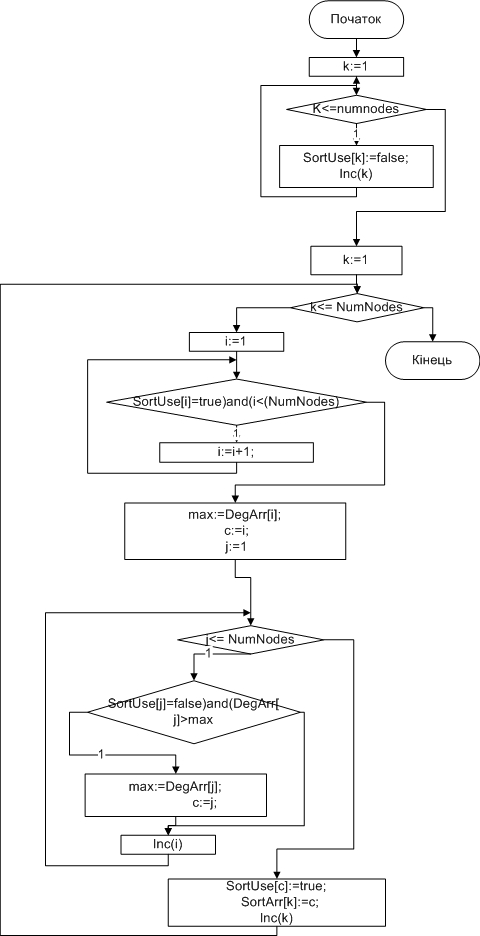 Початок
k:=1
K<=numnodes
1
SortUse[k]:=false;
Inc(k)
k:=1
k<= NumNodes
i:=1
Кінець
SortUse[i]=true)and(i<(NumNodes)
1
i:=i+1;
max:=DegArr[i];
c:=i;
j:=1
j<= NumNodes
1
SortUse[j]=false)and(DegArr[
j]>max
1
max:=DegArr[j];
c:=j;
Inc(i)
SortUse[c]:=true;
SortArr[k]:=c;
Inc(k)